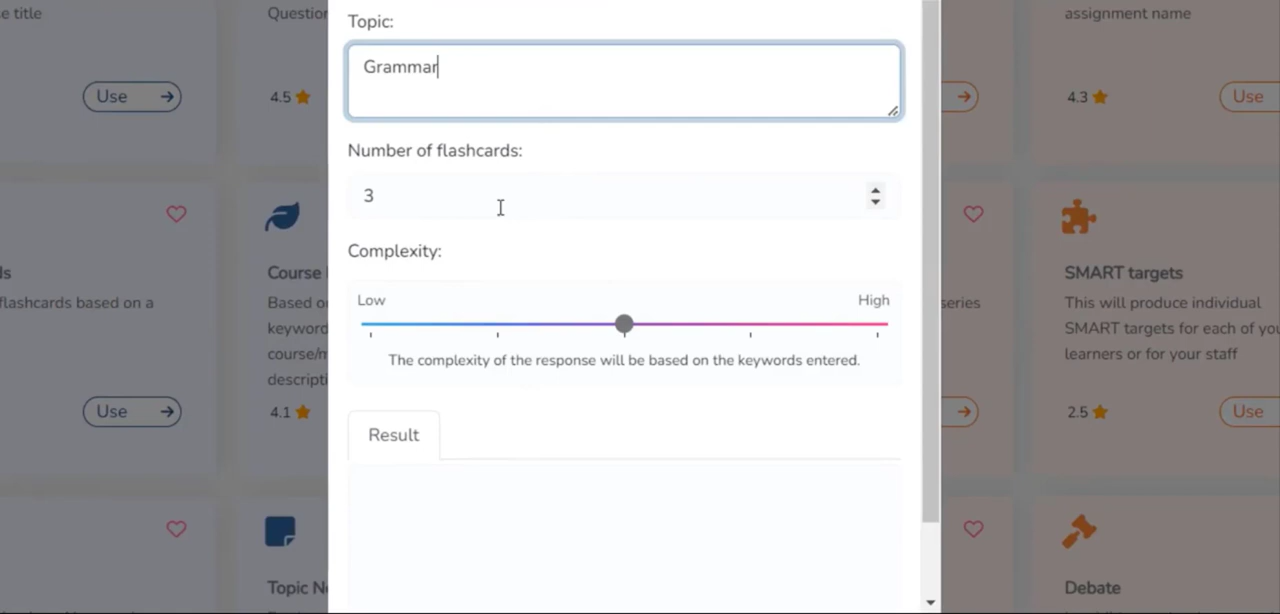 e title
Question
Topic:
assignment name
Grammar
Use
4.5
4.3
Use
Number of flashcards:
3
Complexity:
ls
Course
SMART targets
Low
High
flashcards based on a
Based o
series
This will produce individual
keyword
SMART targets for each of you
course/m
The complexity of the response will be based on the keywords entered.
learners or for your staff
descripti
Use
4.1
2.5
Use
Result
Topic N
Debate